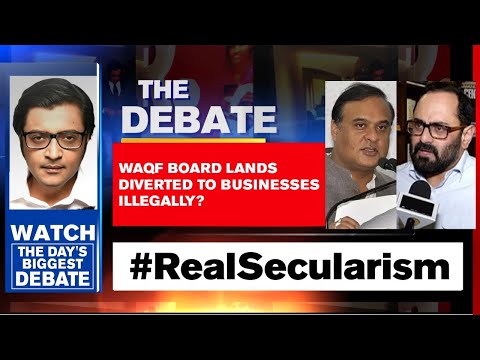 THE
DEBATE
WAQF BOARD LANDS
DIVERTED TO BUSINESSES
ILLEGALLY?
WATCH
THE DAY'S
BIGGEST
DEBATE
#RealSecularism